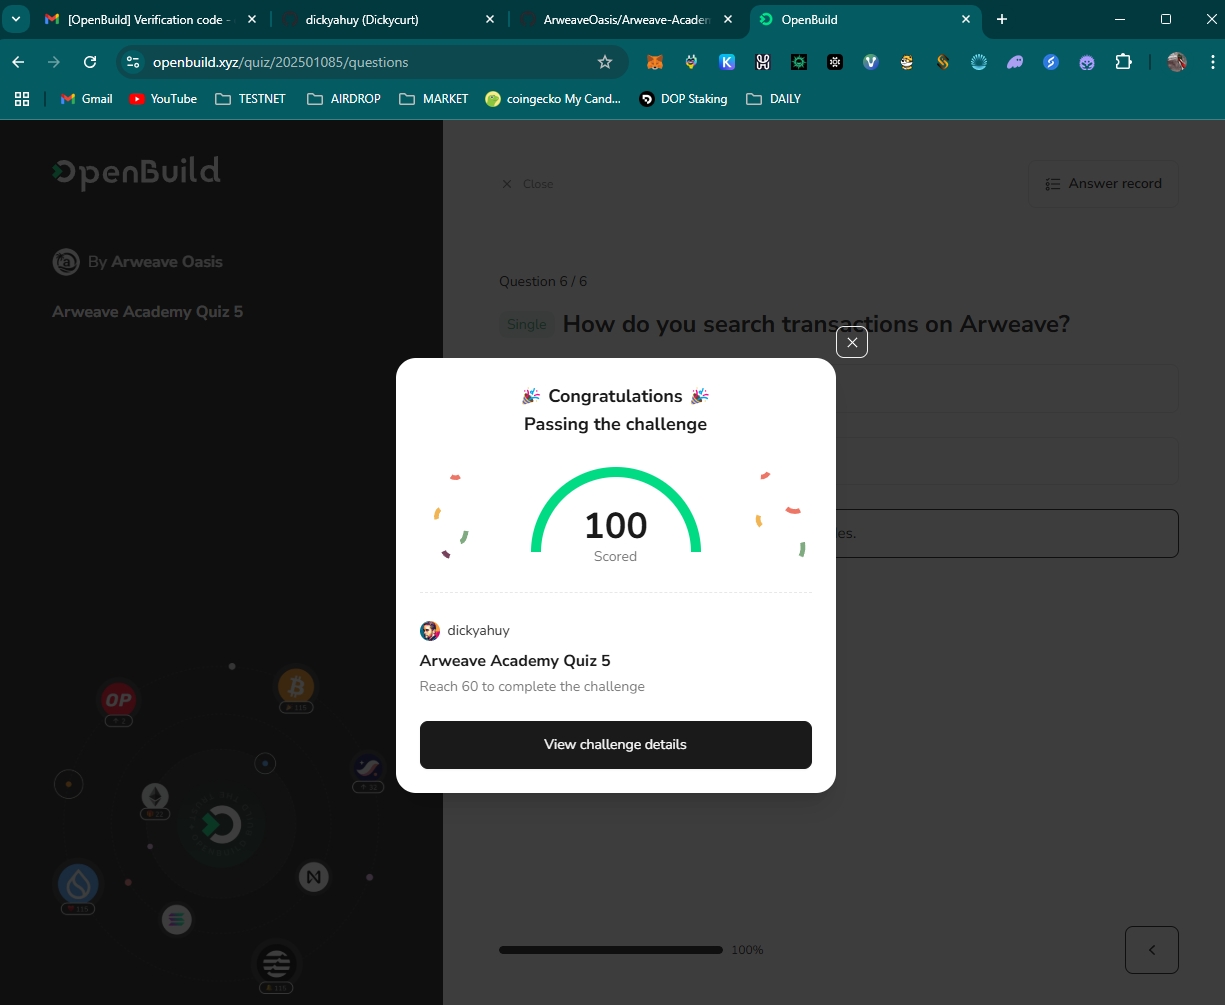 [OpenBuild] Verification code -
dickyahuy (Dickycurt)
ArweaveOasis/Arweave-Academ
OpenBuild
openbuild.xyz/quiz/202501085/questions
Gmail
YouTube
TESTNET
AIRDROP
MARKET
coingecko My Cand...
DOP Staking
DAILY
OpenBuild
Close
Answer record
By Arweave Oasis
Arweave Academy Quiz 5
Question 6 / 6
Single How do you search transactions on Arweave?
es.
Congratulations
Passing the challenge
100
Scored
dickyahuy
Arweave Academy Quiz 5
Reach 60 to complete the challenge
View challenge details
OP
100%